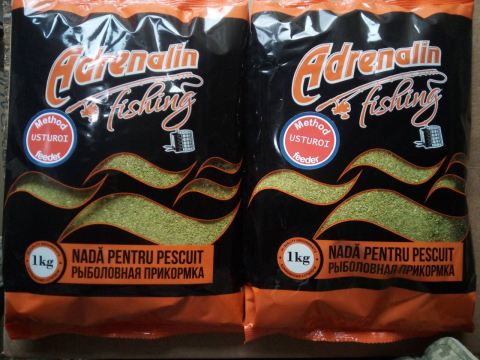 Adrenalin
Fishing
Method
USTUROI
feeder
1kg
NADĂ PENTRU PESCUIT
РЫБОЛОВНАЯ ПРИКОРМКА
Adrenalin
Fishing
Method
USTUROI
feeder
1kg
NADĂ PENTRU PESCUIT
РЫБОЛОВНАЯ ПРИКОРМКА